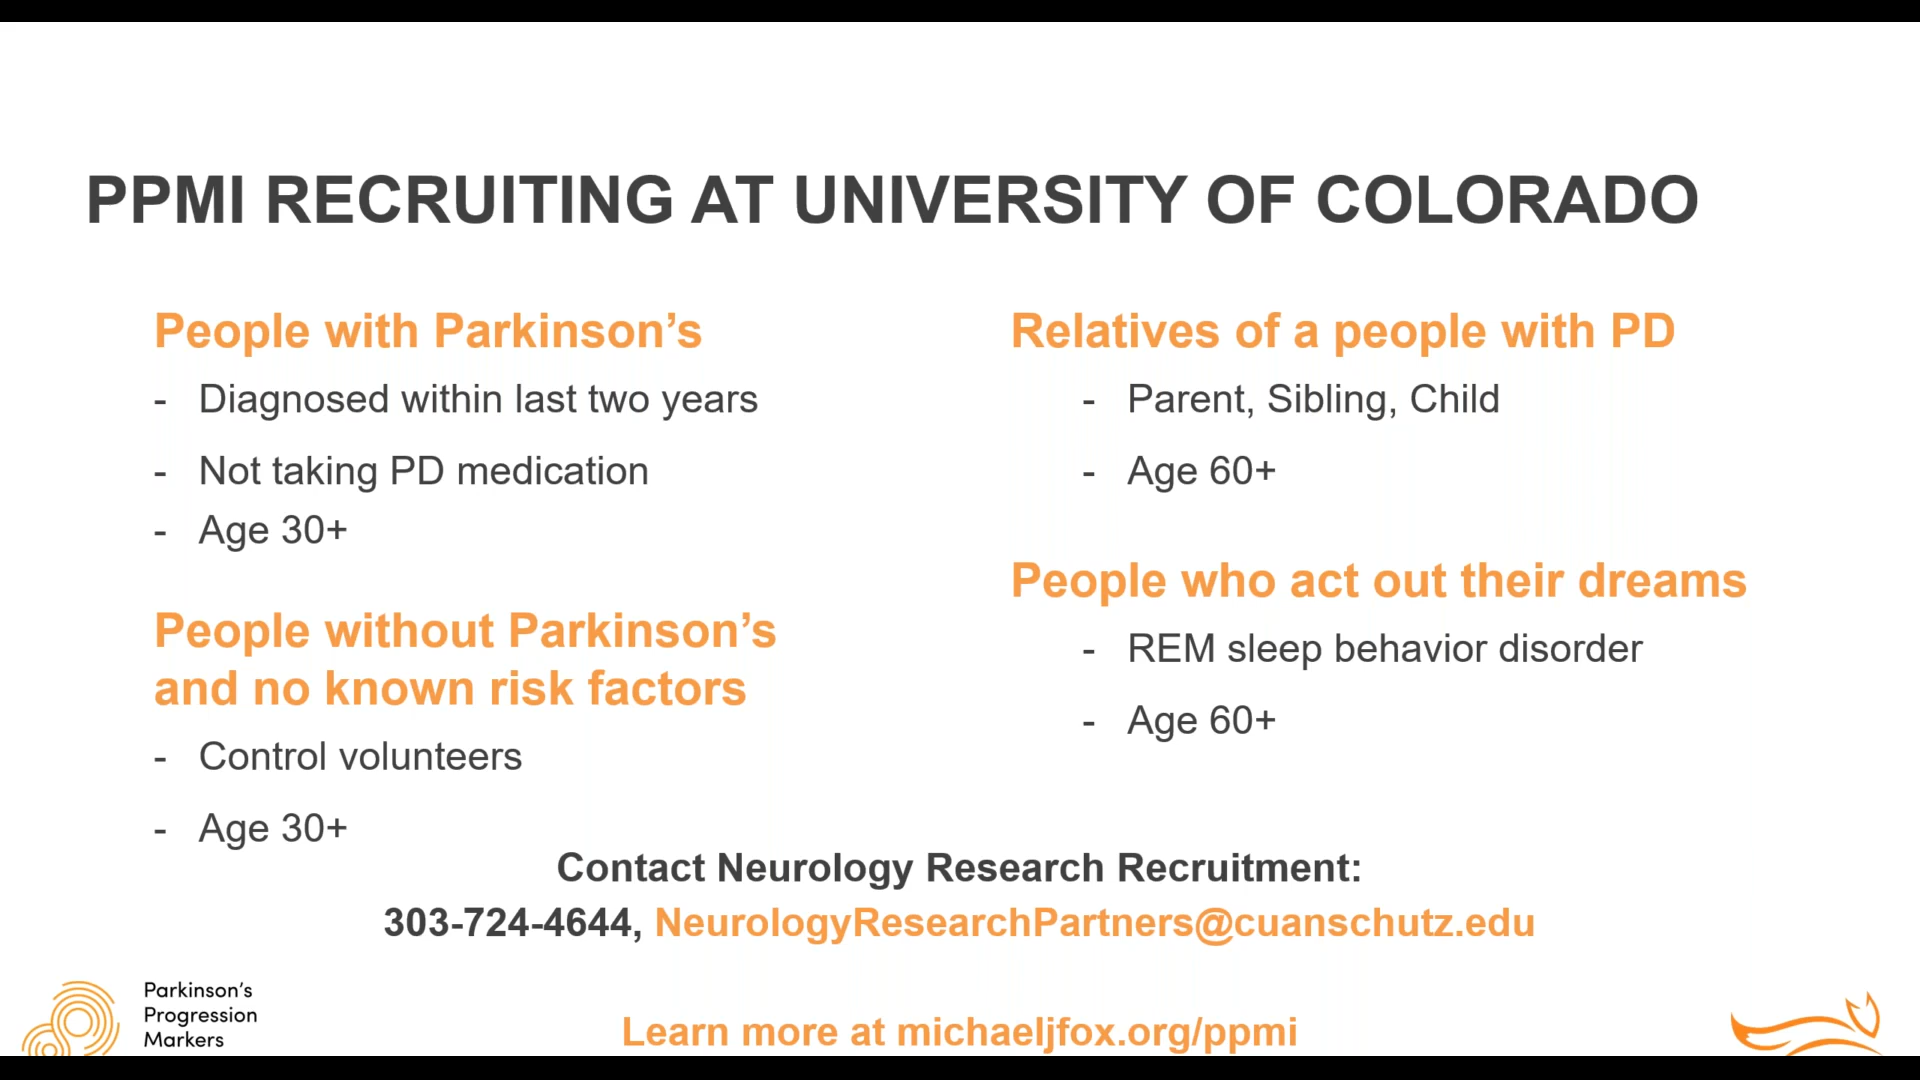 PPMI RECRUITING AT UNIVERSITY OF COLORADO
People with Parkinson’s
- Diagnosed within last two years
- Not taking PD medication
- Age 30+
People without Parkinson’s
and no known risk factors
- Control volunteers
- Age 30+
Relatives of a people with PD
- Parent, Sibling, Child
- Age 60+
People who act out their dreams
- REM sleep behavior disorder
- Age 60+
Contact Neurology Research Recruitment:
303-724-4644, NeurologyResearchPartners@cuanschutz.edu
Learn more at michaeljfox.org/ppmi
Parkinson’s
Progression
Markers